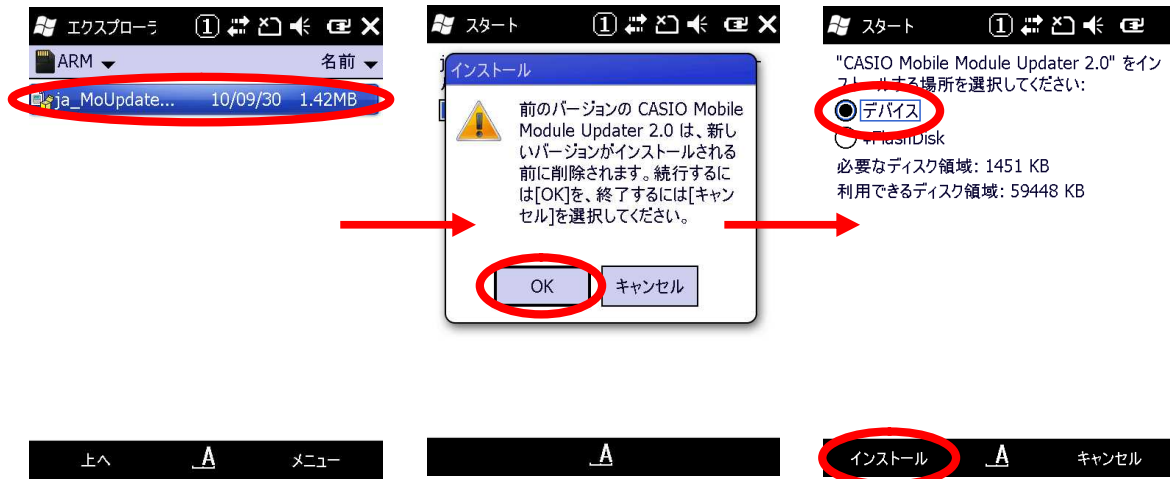 エクスプローラ 1
ARM 名前
ja_MoUpdate... 10/09/30 1.42MB
上へ A メニュー
スタート 1
インストール
前のバージョンの CASIO Mobile
Module Updater 2.0 は、新し
いバージョンがインストールされる
前に削除されます。続行するに
は[OK]を、終了するには[キャン
セル]を選択してください。
OK キャンセル
A
スタート 1
"CASIO Mobile Module Updater 2.0" をイン
ストールする場所を選択してください:
デバイス
FlashDisk
必要なディスク領域: 1451 KB
利用できるディスク領域: 59448 KB
インストール A キャンセル